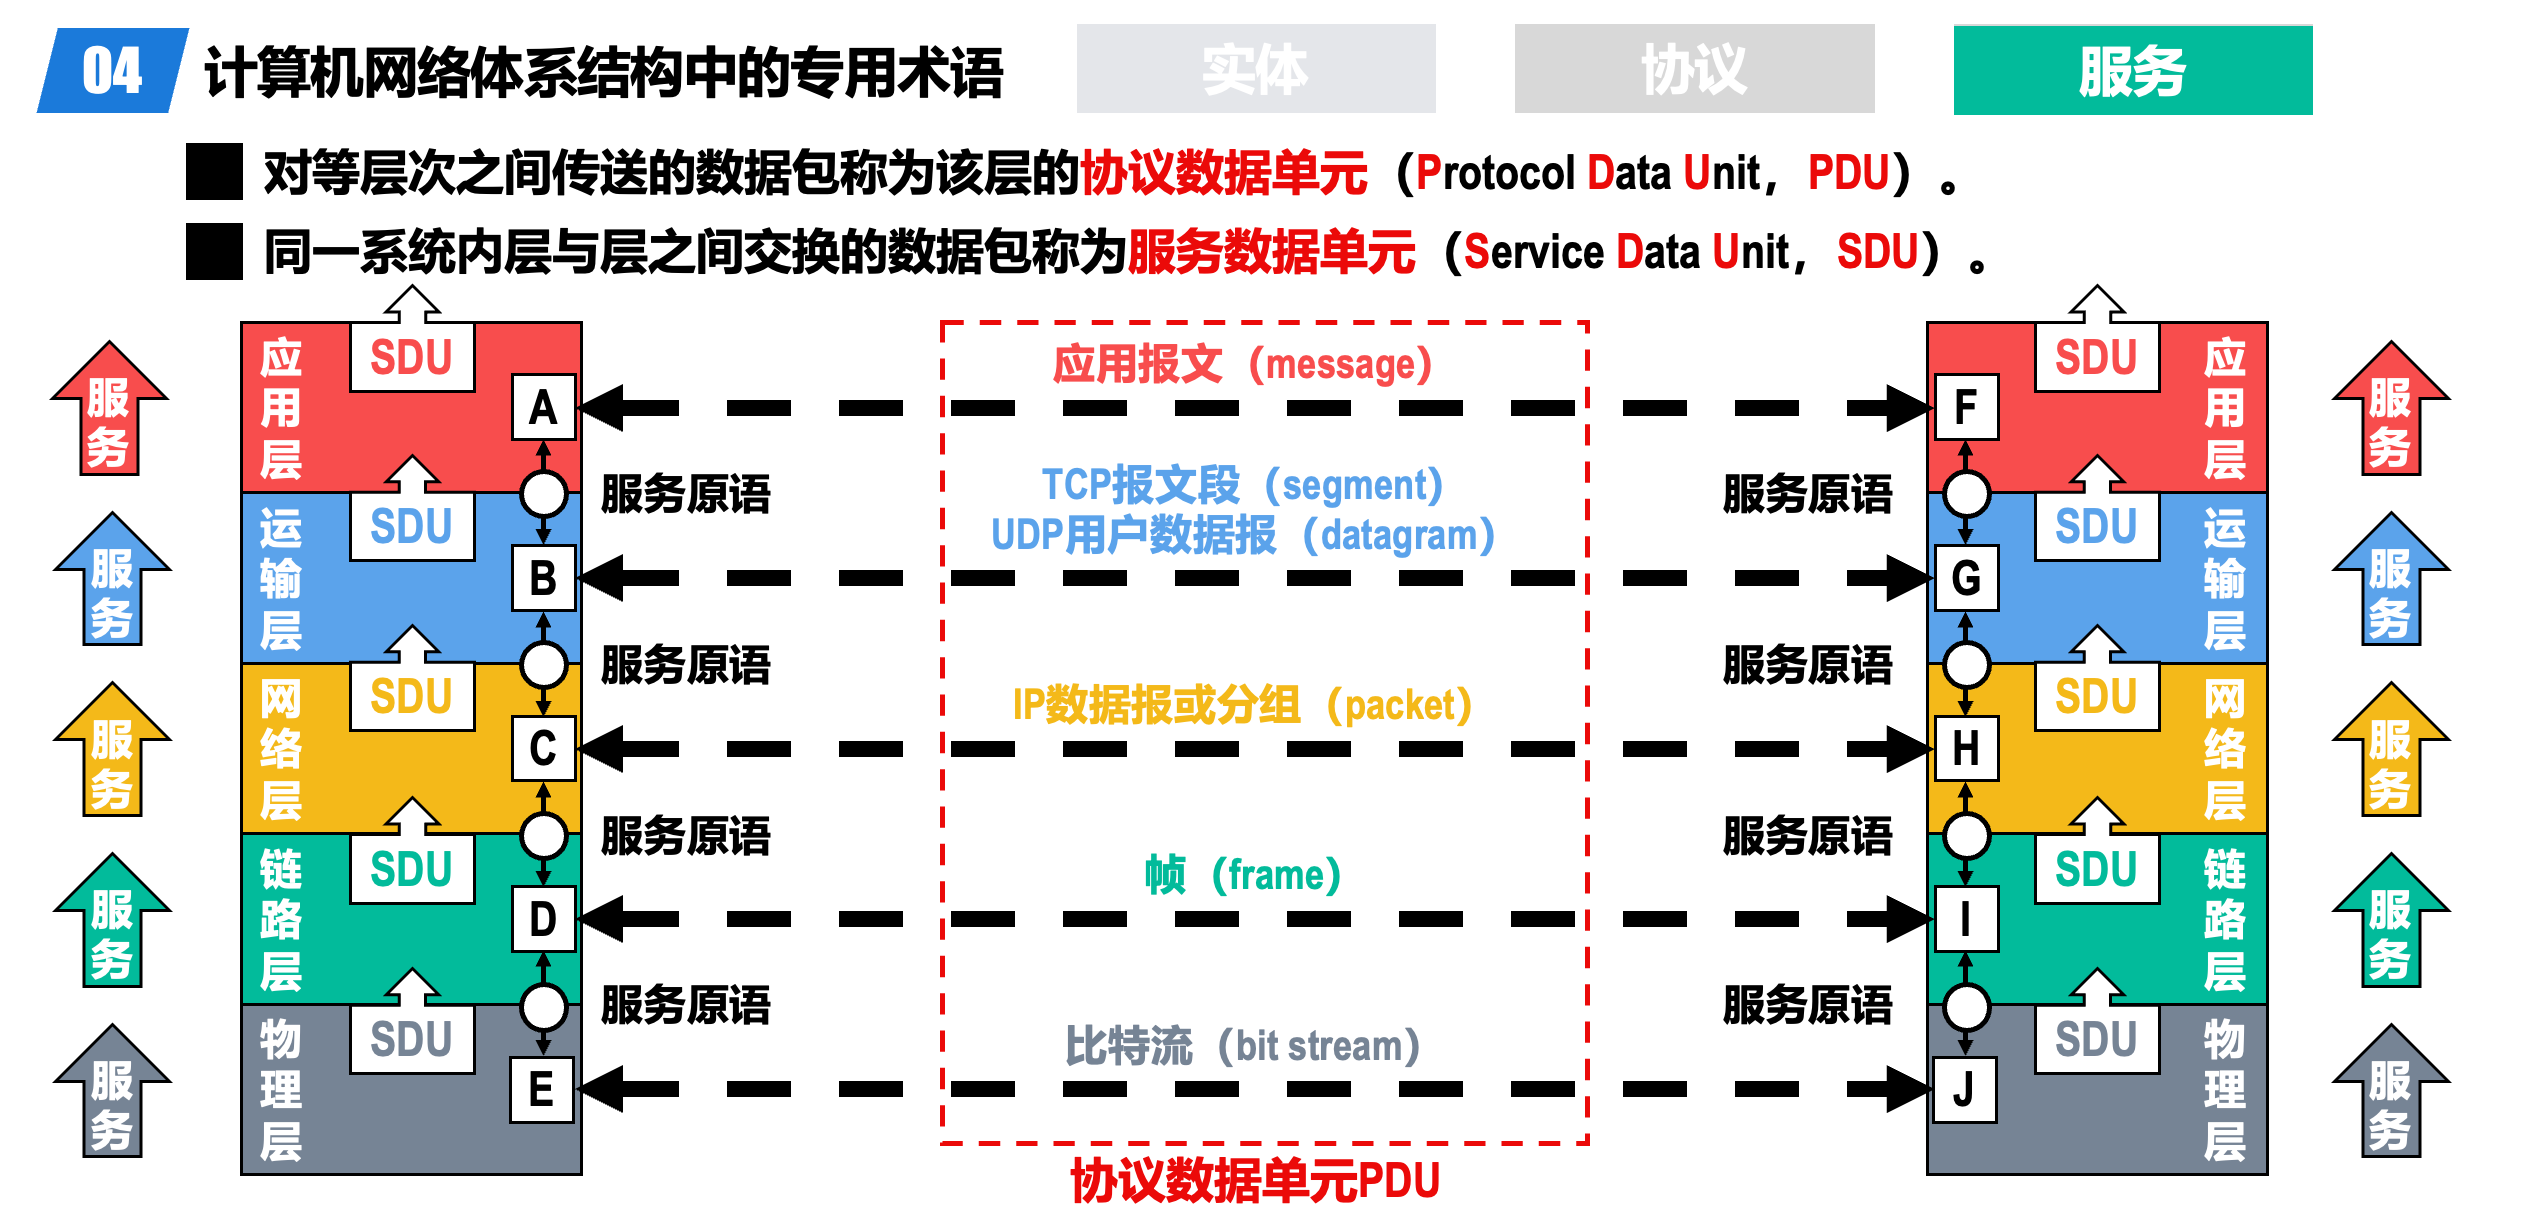 04 计算机网络体系结构中的专用术语
实体
协议
服务
对等层次之间传送的数据包称为该层的协议数据单元（Protocol Data Unit，PDU）。
同一系统内层与层之间交换的数据包称为服务数据单元（Service Data Unit，SDU）。
服务
应用层
SDU
A
应用报文（message）
F
SDU
应用层
服务
服务原语
服务原语
服务
运输层
SDU
B
TCP报文段（segment）
UDP用户数据报（datagram）
G
SDU
运输层
服务
服务原语
服务原语
服务
网络层
SDU
C
IP数据报或分组（packet）
H
SDU
网络层
服务
服务原语
服务原语
服务
链路层
SDU
D
帧（frame）
I
SDU
链路层
服务
服务原语
服务原语
服务
物理层
SDU
E
比特流（bit stream）
J
SDU
物理层
服务
协议数据单元PDU